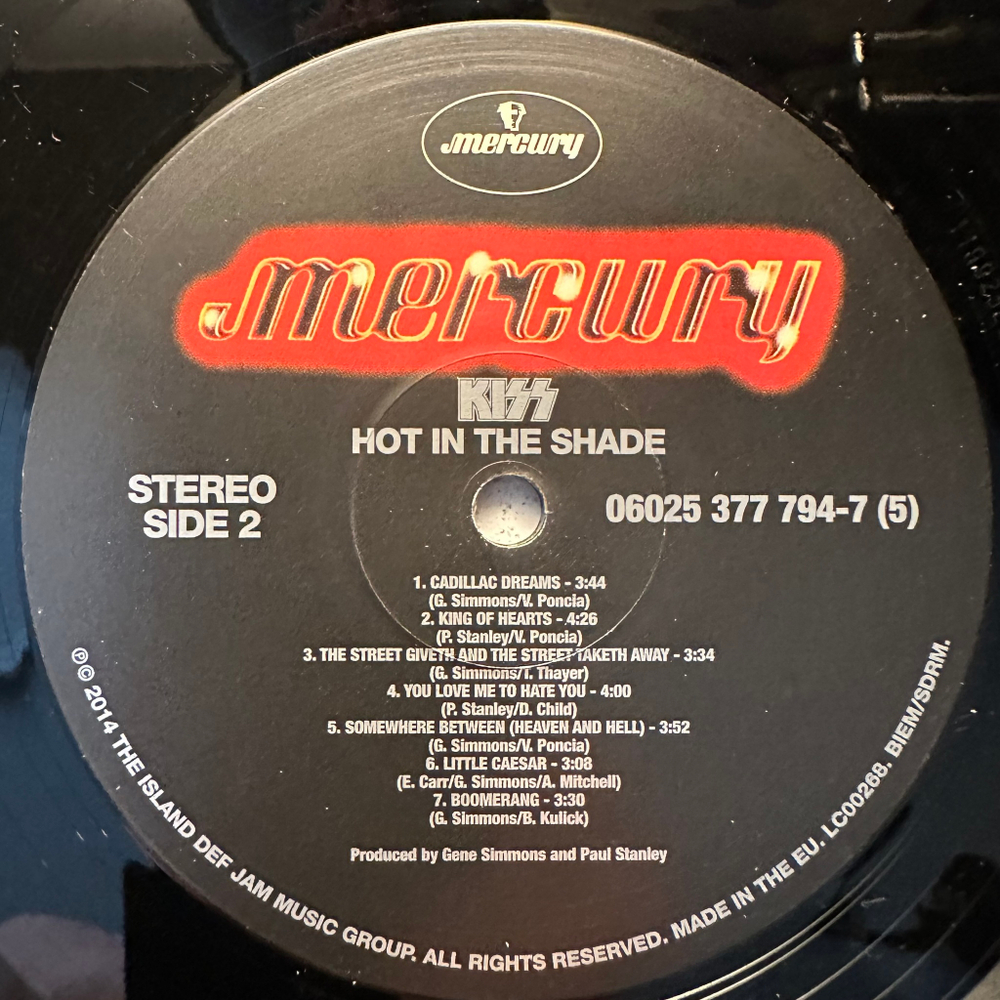 mercury
mercury
KISS
HOT IN THE SHADE
STEREO
SIDE 2
06025 377 794-7 (5)
1. CADILLAC DREAMS - 3:44
(G. Simmons/V. Poncia)
2. KING OF HEARTS - 4:26
(P. Stanley/V. Poncia)
3. THE STREET GIVETH AND THE STREET TAKETH AWAY - 3:34
(G. Simmons/T. Thayer)
4. YOU LOVE ME TO HATE YOU - 4:00
(P. Stanley/D. Child)
5. SOMEWHERE BETWEEN (HEAVEN AND HELL) - 3:52
(G. Simmons/V. Poncia)
6. LITTLE CAESAR - 3:08
(E. Carr/G. Simmons/A. Mitchell)
7. BOOMERANG - 3:30
(G. Simmons/B. Kulick)
Produced by Gene Simmons and Paul Stanley
℗© 2014 THE ISLAND DEF JAM MUSIC GROUP. ALL RIGHTS RESERVED. MADE IN THE EU. LC00268. BIEM/SDRM.